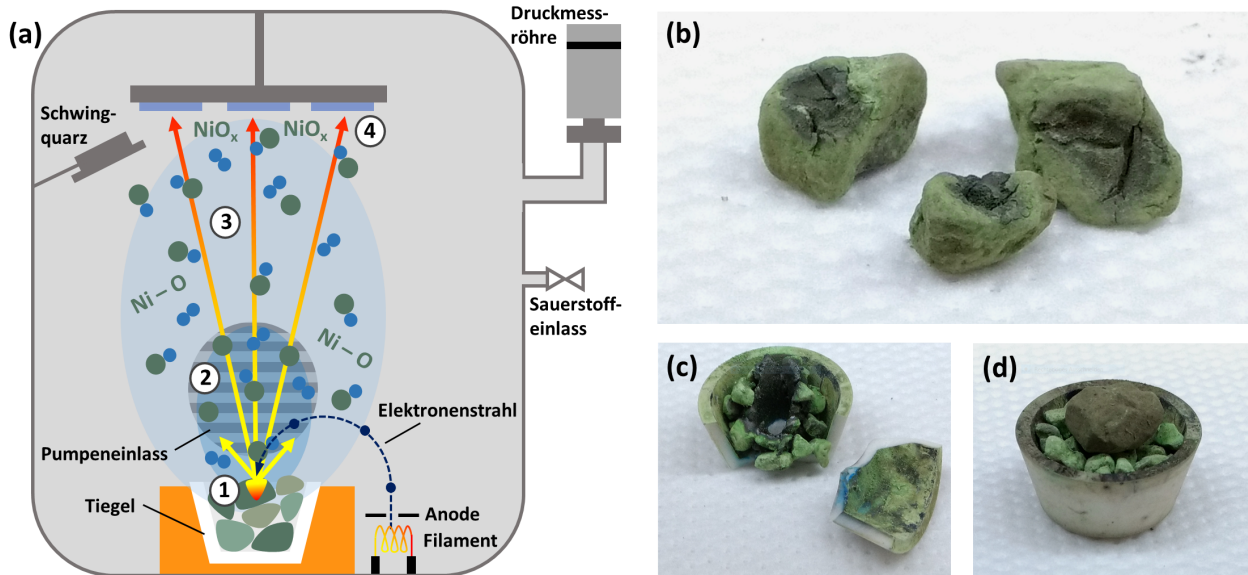 (a)
Druckmess-
röhre
Schwing-
quarz
NiOx
NiOx
4
3
Ni – O
Ni – O
Sauerstoff-
einlass
2
Elektronenstrahl
Pumpeneinlass
1
Tiegel
Anode
Filament
(b)
(c)
(d)